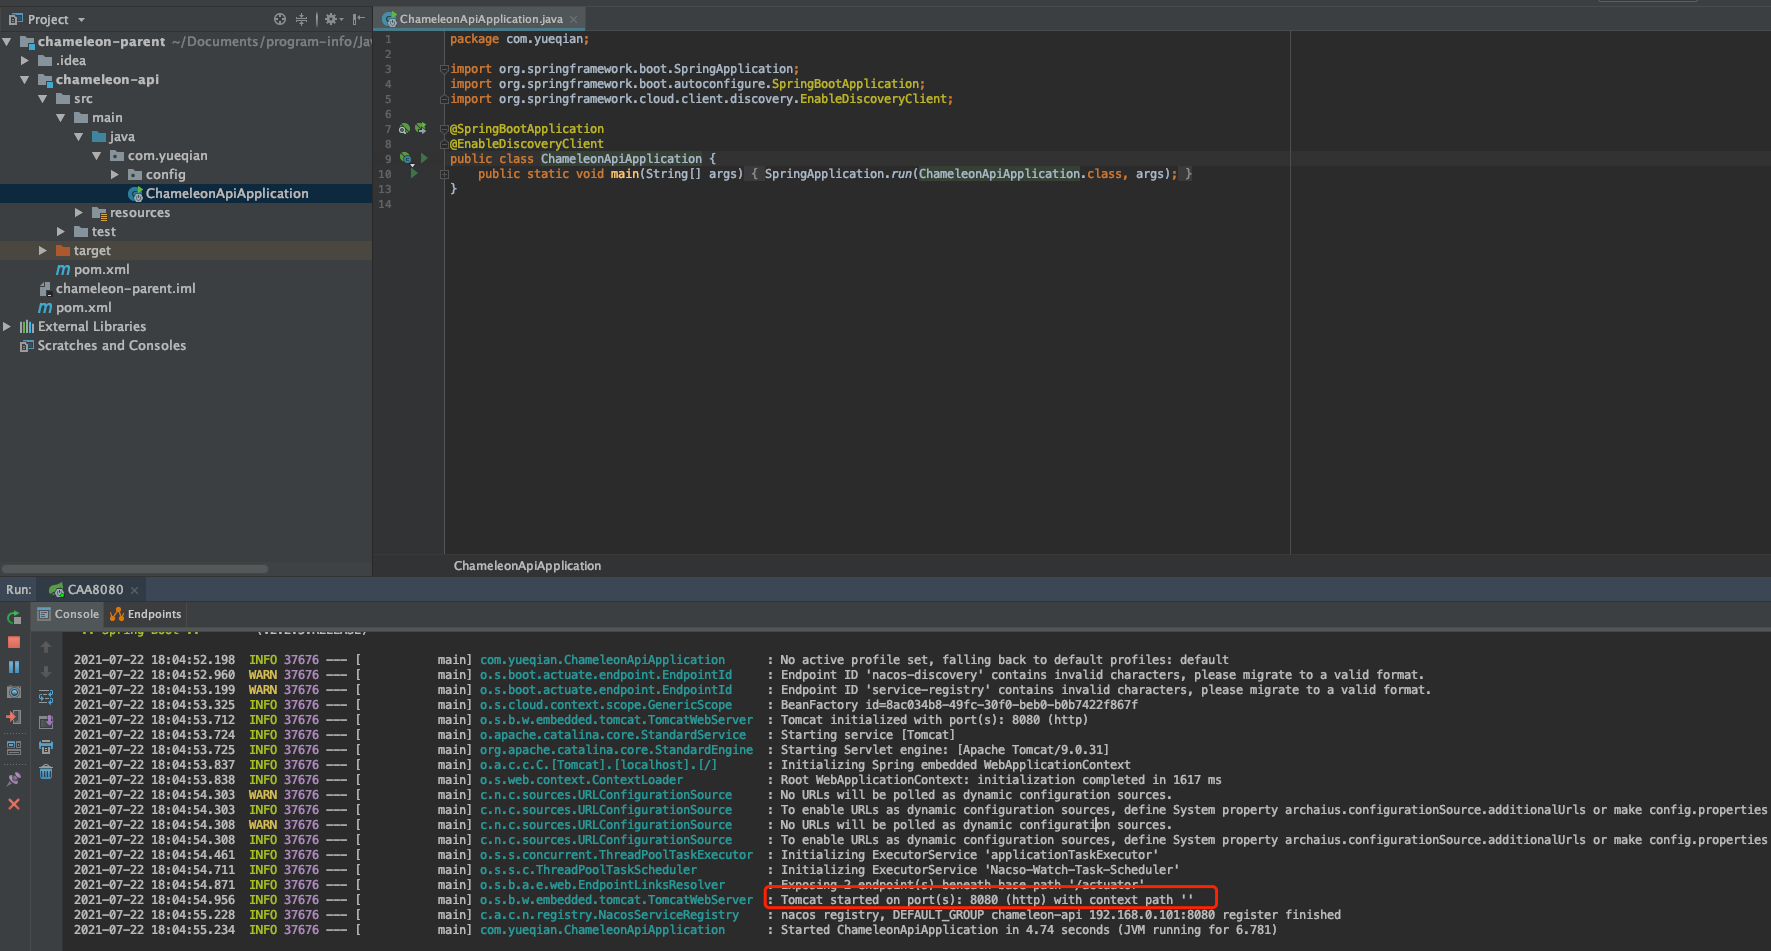 Project
chameleon-parent ~/Documents/program-info/Ja
.idea
chameleon-api
src
main
java
com.yueqian
config
ChameleonApiApplication
resources
test
target
pom.xml
chameleon-parent.iml
pom.xml
External Libraries
Scratches and Consoles
ChameleonApiApplication.java
1 package com.yueqian;
2
3 import org.springframework.boot.SpringApplication;
4 import org.springframework.boot.autoconfigure.SpringBootApplication;
5 import org.springframework.cloud.client.discovery.EnableDiscoveryClient;
6
7 @SpringBootApplication
8 @EnableDiscoveryClient
9 public class ChameleonApiApplication {
10 public static void main(String[] args) { SpringApplication.run(ChameleonApiApplication.class, args); }
13 }
14
ChameleonApiApplication
Run: CAA8080
Console Endpoints
2021-07-22 18:04:52.198 INFO 37676 --- [ main] com.yueqian.ChameleonApiApplication : No active profile set, falling back to default profiles: default
2021-07-22 18:04:52.960 WARN 37676 --- [ main] o.s.boot.actuate.endpoint.EndpointId : Endpoint ID 'nacos-discovery' contains invalid characters, please migrate to a valid format.
2021-07-22 18:04:53.199 WARN 37676 --- [ main] o.s.boot.actuate.endpoint.EndpointId : Endpoint ID 'service-registry' contains invalid characters, please migrate to a valid format.
2021-07-22 18:04:53.325 INFO 37676 --- [ main] o.s.cloud.context.scope.GenericScope : BeanFactory id=8ac034b8-49fc-30f0-beb0-b0b7422f867f
2021-07-22 18:04:53.712 INFO 37676 --- [ main] o.s.b.w.embedded.tomcat.TomcatWebServer : Tomcat initialized with port(s): 8080 (http)
2021-07-22 18:04:53.724 INFO 37676 --- [ main] o.apache.catalina.core.StandardService : Starting service [Tomcat]
2021-07-22 18:04:53.725 INFO 37676 --- [ main] org.apache.catalina.core.StandardEngine : Starting Servlet engine: [Apache Tomcat/9.0.31]
2021-07-22 18:04:53.837 INFO 37676 --- [ main] o.a.c.c.C.[Tomcat].[localhost].[/] : Initializing Spring embedded WebApplicationContext
2021-07-22 18:04:53.838 INFO 37676 --- [ main] o.s.web.context.ContextLoader : Root WebApplicationContext: initialization completed in 1617 ms
2021-07-22 18:04:54.303 WARN 37676 --- [ main] c.n.c.sources.URLConfigurationSource : No URLs will be polled as dynamic configuration sources.
2021-07-22 18:04:54.303 INFO 37676 --- [ main] c.n.c.sources.URLConfigurationSource : To enable URLs as dynamic configuration sources, define System property archaius.configurationSource.additionalUrls or make config.properties
2021-07-22 18:04:54.308 WARN 37676 --- [ main] c.n.c.sources.URLConfigurationSource : No URLs will be polled as dynamic configuration sources.
2021-07-22 18:04:54.308 INFO 37676 --- [ main] c.n.c.sources.URLConfigurationSource : To enable URLs as dynamic configuration sources, define System property archaius.configurationSource.additionalUrls or make config.properties
2021-07-22 18:04:54.461 INFO 37676 --- [ main] o.s.s.concurrent.ThreadPoolTaskExecutor : Initializing ExecutorService 'applicationTaskExecutor'
2021-07-22 18:04:54.711 INFO 37676 --- [ main] o.s.s.c.ThreadPoolTaskScheduler : Initializing ExecutorService 'Nacso-Watch-Task-Scheduler'
2021-07-22 18:04:54.871 INFO 37676 --- [ main] o.s.b.a.e.web.EndpointLinksResolver : Exposing 2 endpoint(s) beneath base path '/actuator'
2021-07-22 18:04:54.956 INFO 37676 --- [ main] o.s.b.w.embedded.tomcat.TomcatWebServer : Tomcat started on port(s): 8080 (http) with context path ''
2021-07-22 18:04:55.228 INFO 37676 --- [ main] c.a.c.n.registry.NacosServiceRegistry : nacos registry, DEFAULT_GROUP chameleon-api 192.168.0.101:8080 register finished
2021-07-22 18:04:55.234 INFO 37676 --- [ main] com.yueqian.ChameleonApiApplication : Started ChameleonApiApplication in 4.74 seconds (JVM running for 6.781)